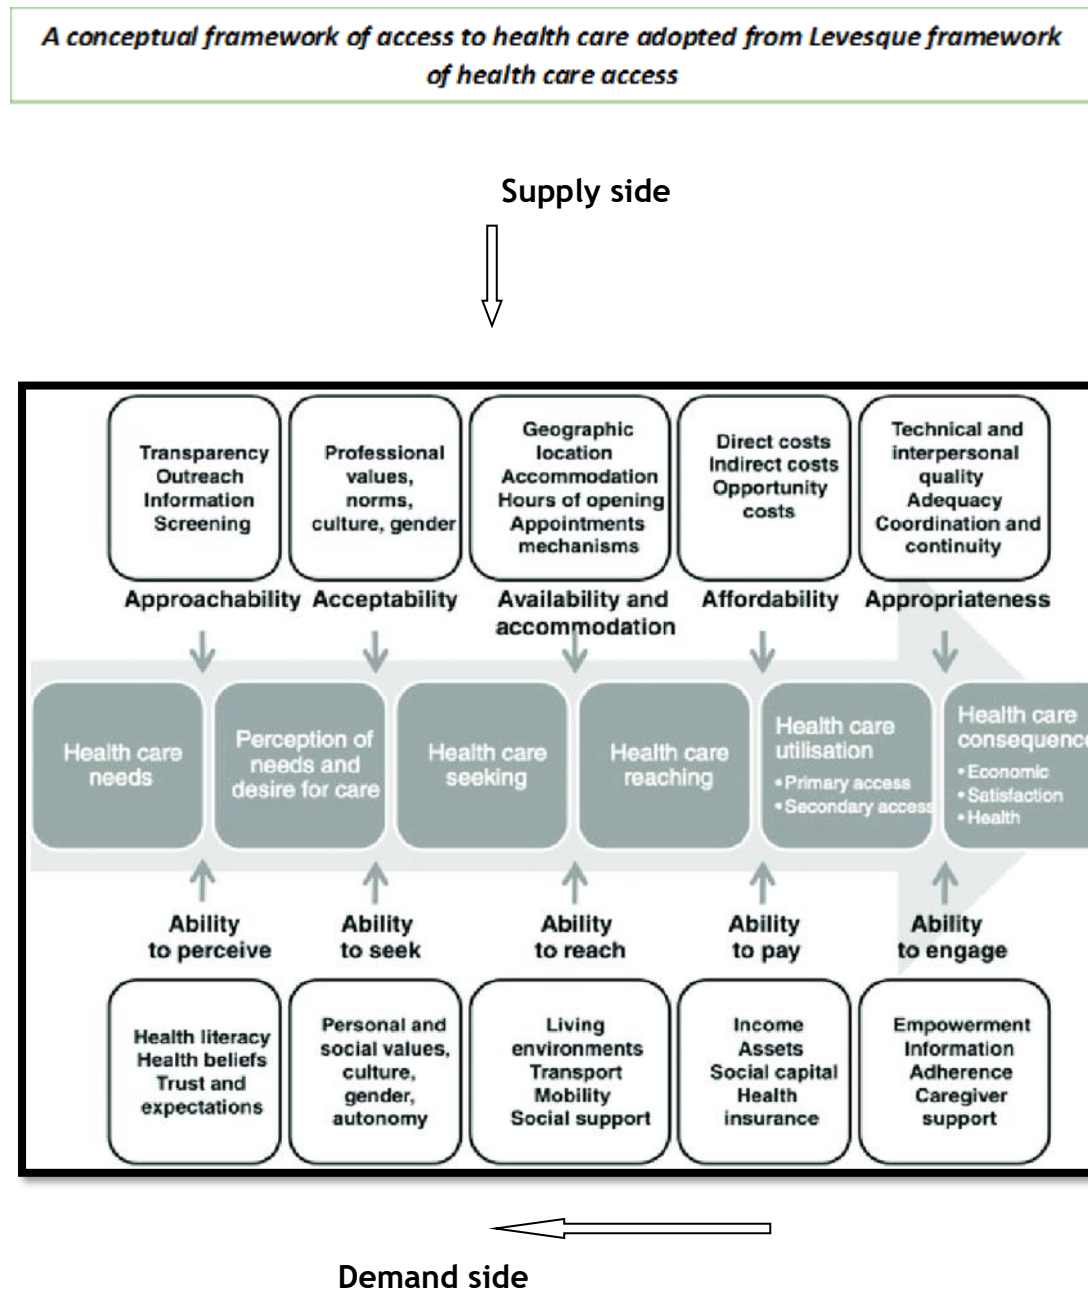 A conceptual framework of access to health care adopted from Levesque framework
of health care access
Supply side
Transparency
Outreach
Information
Screening
Professional
values,
norms,
culture, gender
Geographic
location
Accommodation
Hours of opening
Appointments
mechanisms
Direct costs
Indirect costs
Opportunity
costs
Technical and
interpersonal
quality
Adequacy
Coordination and
continuity
Approachability
Acceptability
Availability and
accommodation
Affordability
Appropriateness
Health care
needs
Perception of
needs and
desire for care
Health care
seeking
Health care
reaching
Health care
utilisation
• Primary access
• Secondary access
Health care
consequence
• Economic
• Satisfaction
• Health
Ability
to perceive
Ability
to seek
Ability
to reach
Ability
to pay
Ability
to engage
Health literacy
Health beliefs
Trust and
expectations
Personal and
social values,
culture,
gender,
autonomy
Living
environments
Transport
Mobility
Social support
Income
Assets
Social capital
Health
insurance
Empowerment
Information
Adherence
Caregiver
support
Demand side